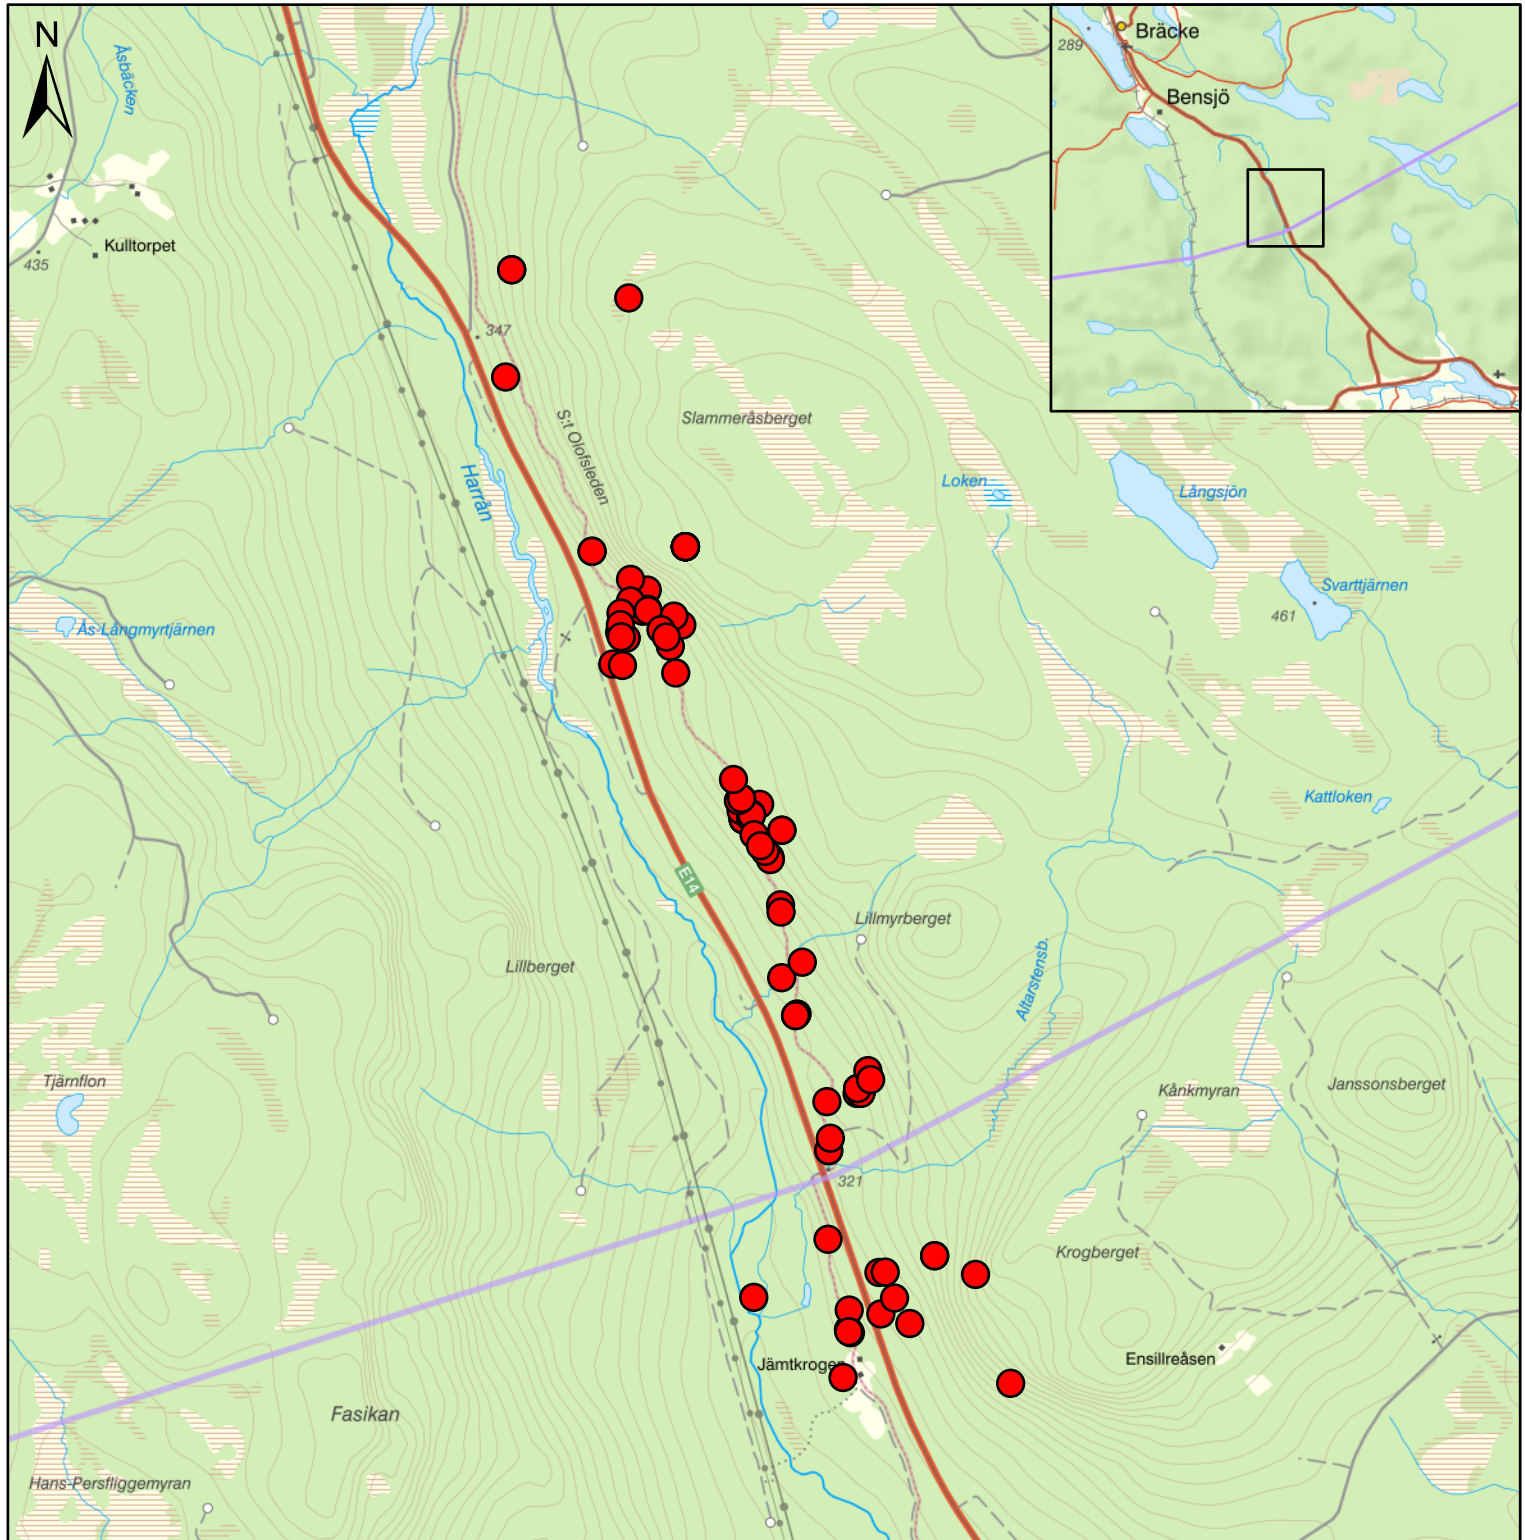 N
Åsbäcken
Bräcke
289
Bensjö
Kulltorpet
435
347
S:t Olofsleden
Slammeråsberget
Harrån
Loken
Långsjön
Svarttjärnen
461
Ås-Långmyrtjärnen
Kattloken
E14
Lillmyrberget
Lillberget
Altarstensb.
Tjärnflon
Kånkmyran
Janssonsberget
321
Krogberget
Jämtkrogen
Ensillreåsen
Fasikan
Hans-Persfliggemyran